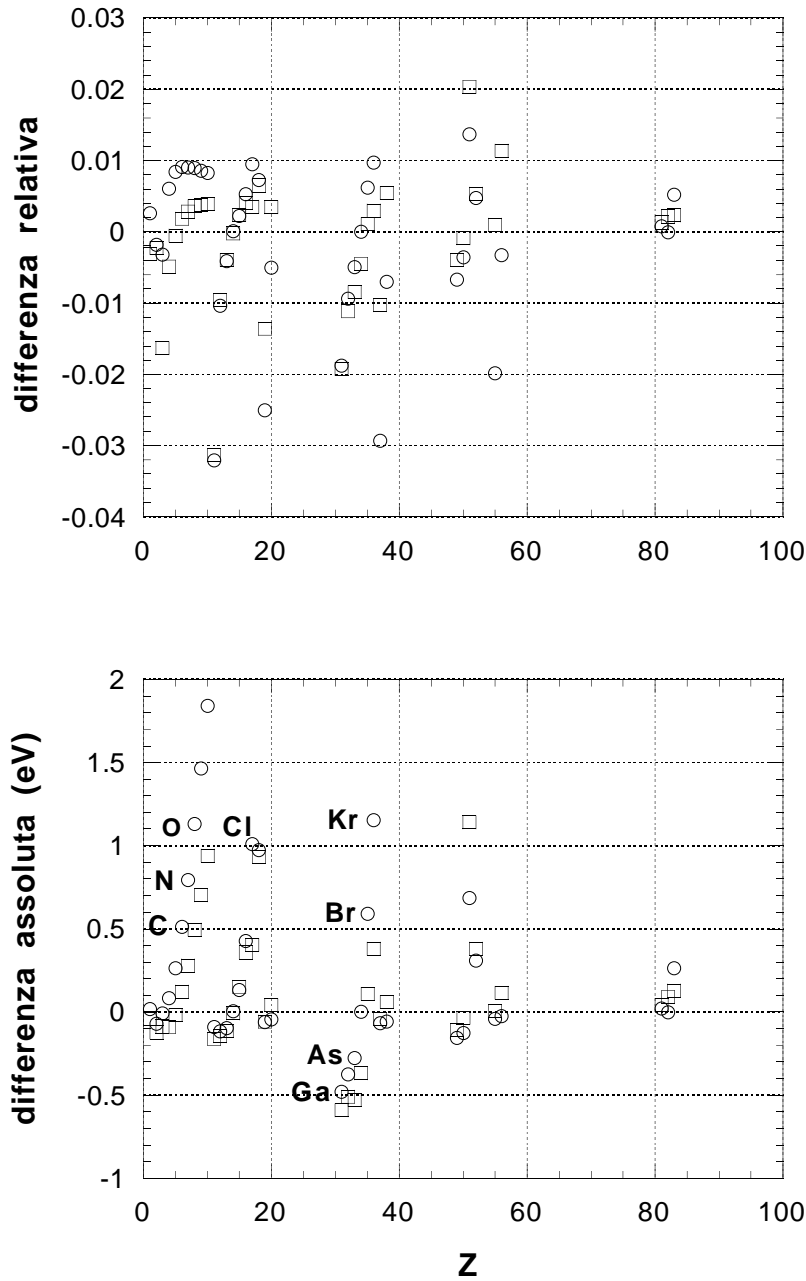 0.03
0.02
0.01
0
-0.01
-0.02
-0.03
-0.04
differenza relativa
0 20 40 60 80 100
2
1.5
1
0.5
0
-0.5
-1
differenza assoluta (eV)
O
Cl
Kr
N
Br
C
As
Ga
0 20 40 60 80 100
Z